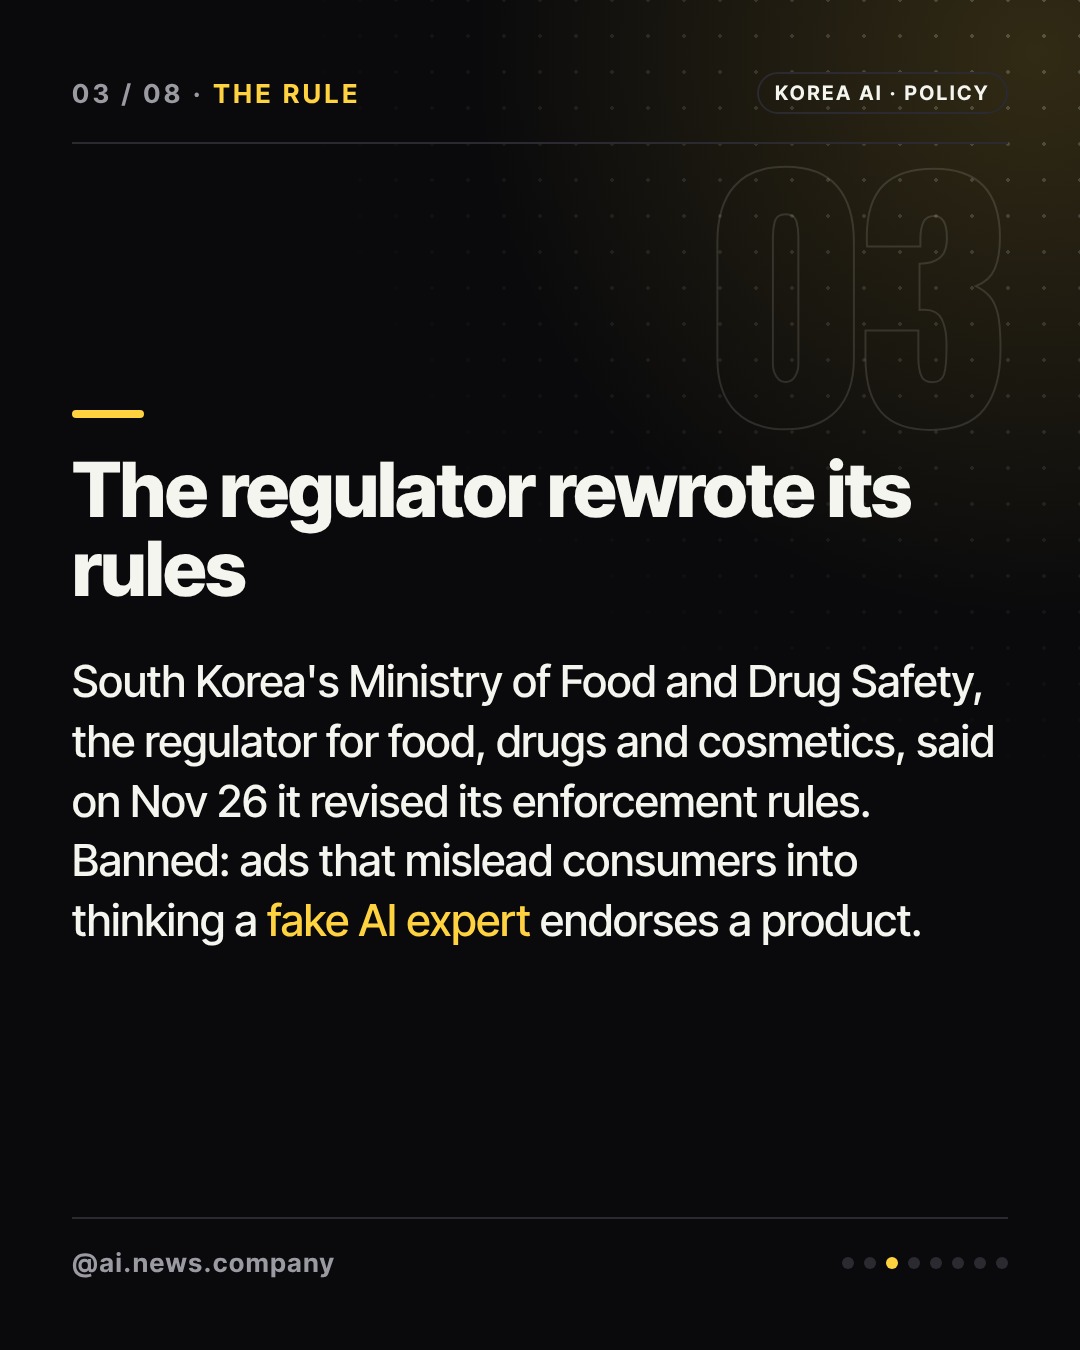 03 / 08 · THE RULE
KOREA AI · POLICY
03
The regulator rewrote its
rules
South Korea's Ministry of Food and Drug Safety,
the regulator for food, drugs and cosmetics, said
on Nov 26 it revised its enforcement rules.
Banned: ads that mislead consumers into
thinking a fake AI expert endorses a product.
@ai.news.company